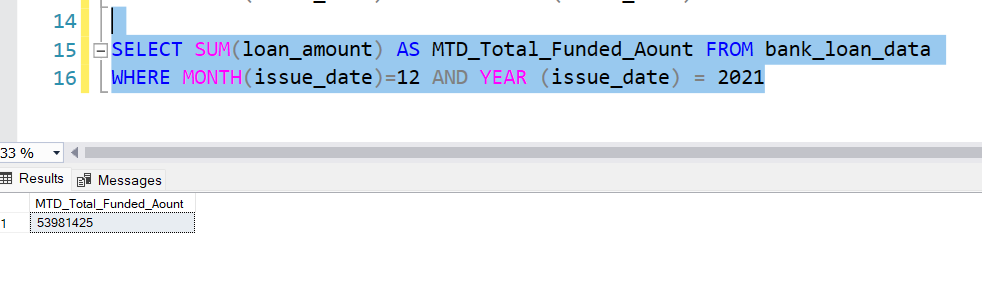 14
15 SELECT SUM(loan_amount) AS MTD_Total_Funded_Aount FROM bank_loan_data
16 WHERE MONTH(issue_date)=12 AND YEAR (issue_date) = 2021
33 %
Results Messages
MTD_Total_Funded_Aount
1 53981425